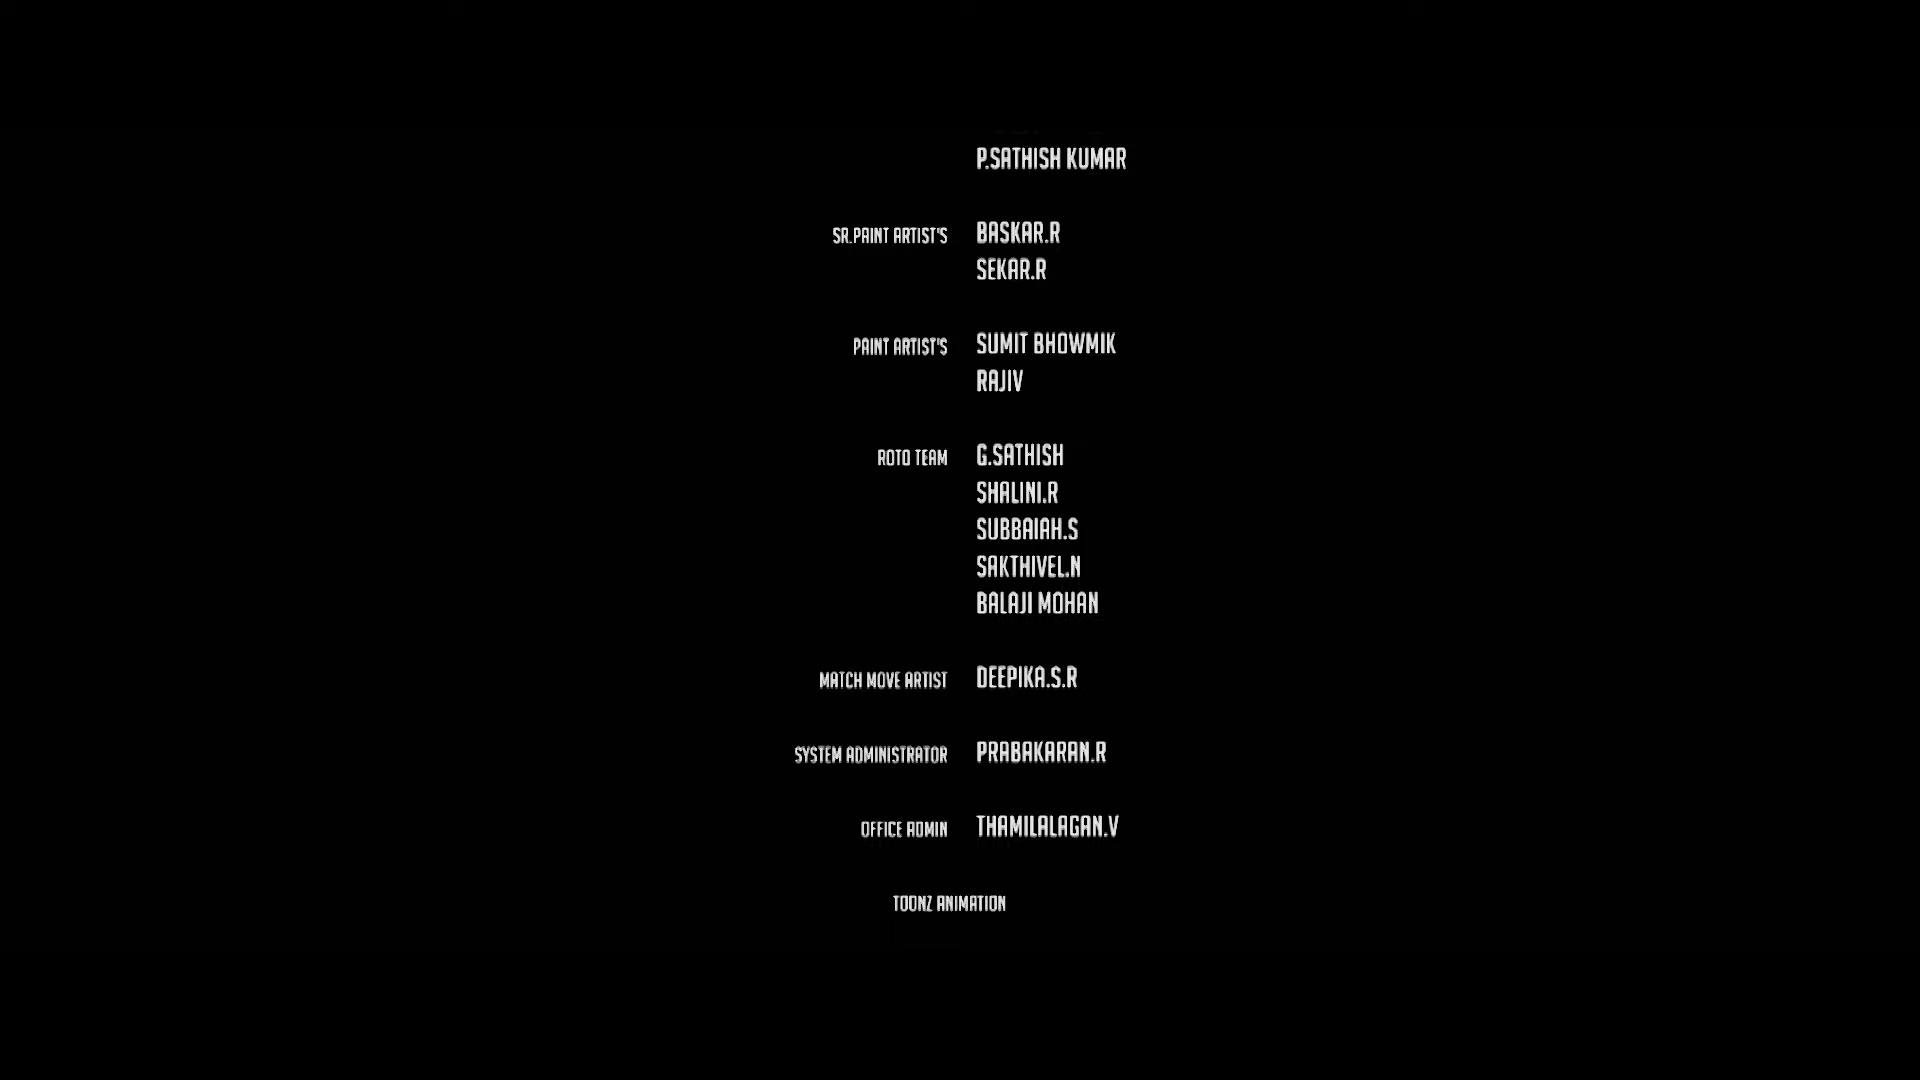 P.SATHISH KUMAR
SR.PAINT ARTIST'S BASKAR.R
SEKAR.R
PAINT ARTIST'S SUMIT BHOWMIK
RAJIV
ROTO TEAM G.SATHISH
SHALINI.R
SUBBAIAH.S
SAKTHIVEL.N
BALAJI MOHAN
MATCH MOVE ARTIST DEEPIKA.S.R
SYSTEM ADMINISTRATOR PRABAKARAN.R
OFFICE ADMIN THAMILALAGAN.V
TOONZ ANIMATION